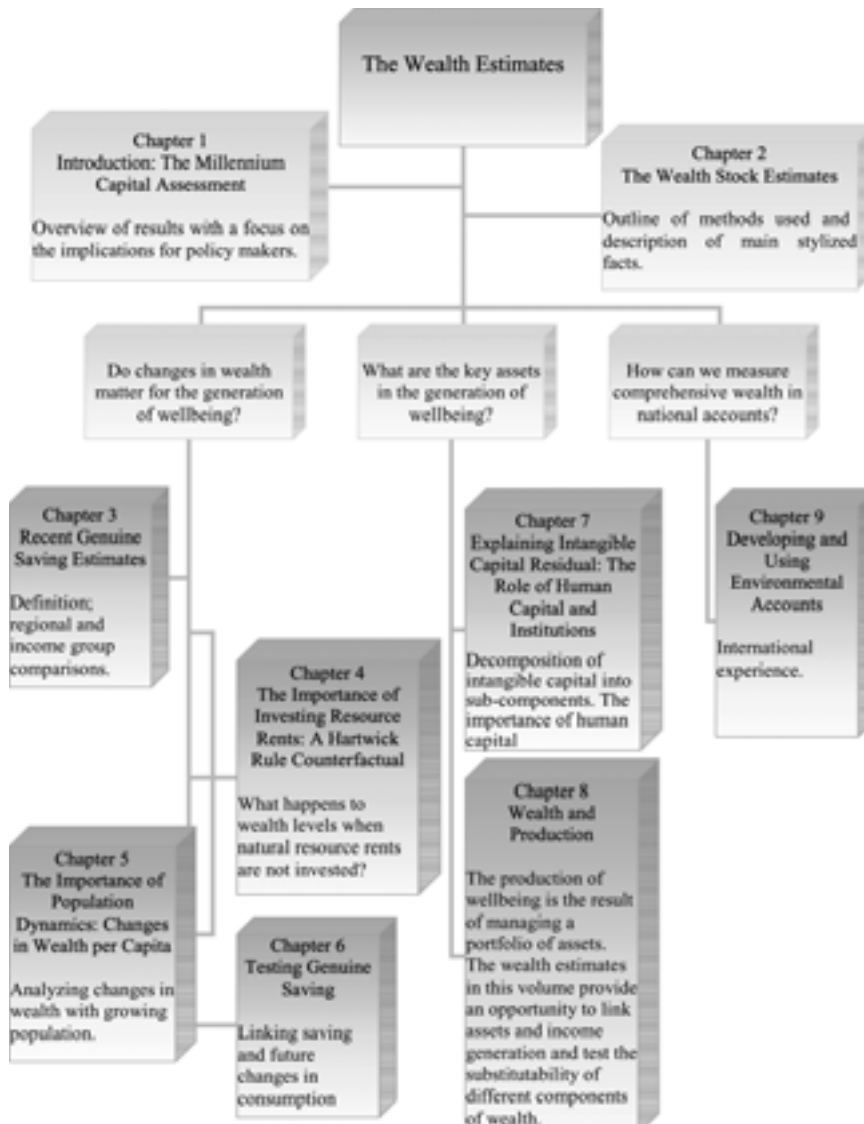 The Wealth Estimates
Chapter 1
Introduction: The Millennium
Capital Assessment
Overview of results with a focus on
the implications for policy makers.
Chapter 2
The Wealth Stock Estimates
Outline of methods used and
description of main stylized
facts.
Do changes in wealth
matter for the generation
of wellbeing?
What are the key assets
in the generation of
wellbeing?
How can we measure
comprehensive wealth in
national accounts?
Chapter 3
Recent Genuine
Saving Estimates
Definition;
regional and
income group
comparisons.
Chapter 4
The Importance of
Investing Resource
Rents: A Hartwick
Rule Counterfactual
What happens to
wealth levels when
natural resource rents
are not invested?
Chapter 5
The Importance of
Population
Dynamics: Changes
in Wealth per Capita
Analyzing changes in
wealth with growing
population.
Chapter 6
Testing Genuine
Saving
Linking saving
and future
changes in
consumption
Chapter 7
Explaining Intangible
Capital Residual: The
Role of Human
Capital and
Institutions
Decomposition of
intangible capital into
sub-components. The
importance of human
capital
Chapter 8
Wealth and
Production
The production of
wellbeing is the result
of managing a
portfolio of assets.
The wealth estimates
in this volume provide
an opportunity to link
assets and income
generation and test the
substitutability of
different components
of wealth.
Chapter 9
Developing and
Using
Environmental
Accounts
International
experience.